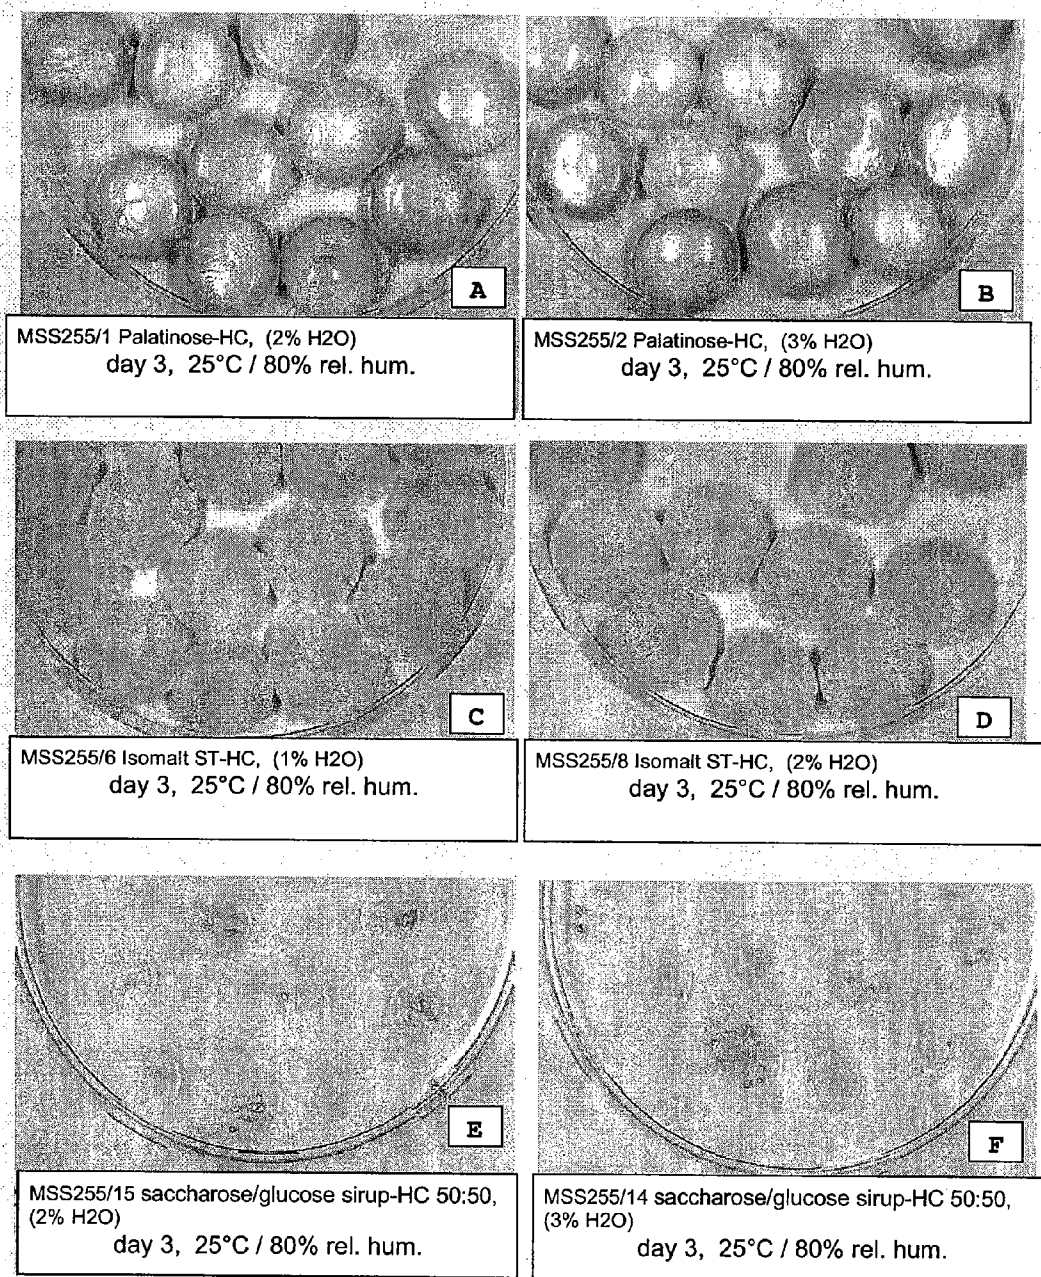 A
B
MSS255/1 Palatinose-HC, (2% H2O)
day 3, 25°C / 80% rel. hum.
MSS255/2 Palatinose-HC, (3% H2O)
day 3, 25°C / 80% rel. hum.
C
D
MSS255/6 Isomalt ST-HC, (1% H2O)
day 3, 25°C / 80% rel. hum.
MSS255/8 Isomalt ST-HC, (2% H2O)
day 3, 25°C / 80% rel. hum.
E
F
MSS255/15 saccharose/glucose sirup-HC 50:50,
(2% H2O)
day 3, 25°C / 80% rel. hum.
MSS255/14 saccharose/glucose sirup-HC 50:50,
(3% H2O)
day 3, 25°C / 80% rel. hum.